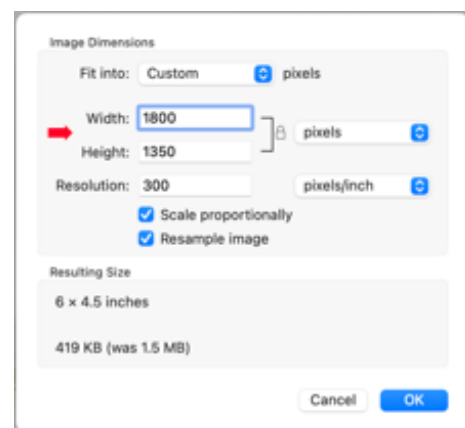 Image Dimensions
Fit into: Custom pixels
Width: 1800
pixels
Height: 1350
Resolution: 300 pixels/inch
Scale proportionally
Resample image
Resulting Size
6 × 4.5 inches
419 KB (was 1.5 MB)
Cancel OK